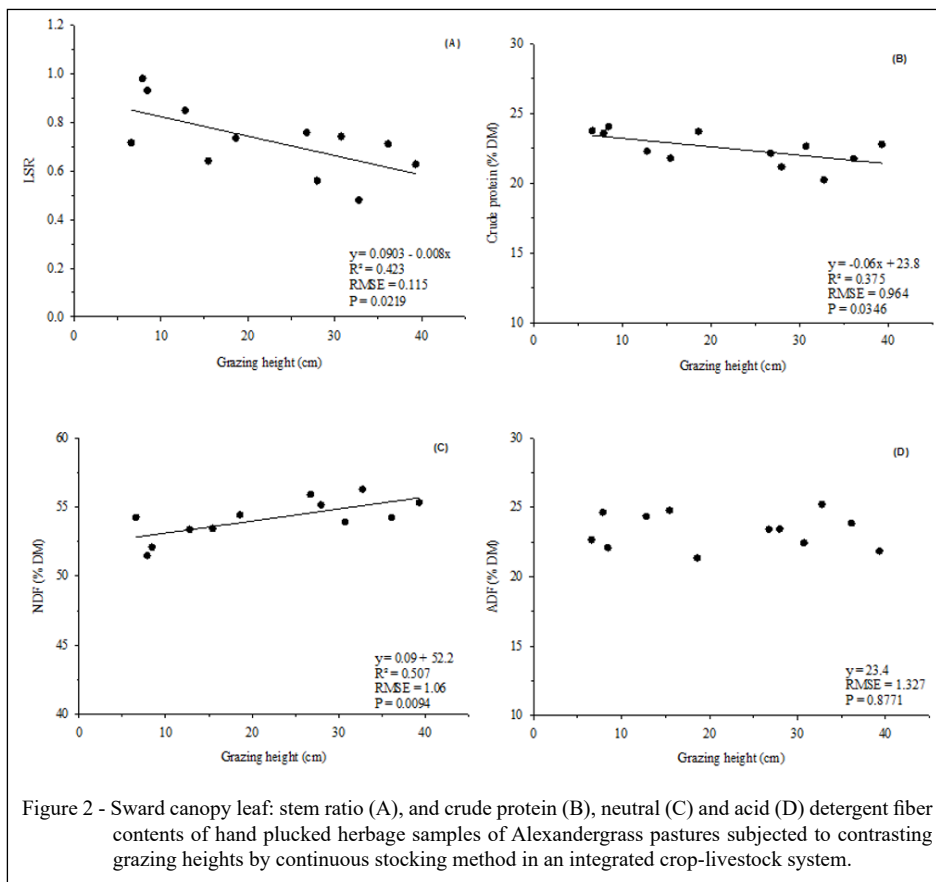 (A)
1.0
0.8
0.6
0.4
0.2
0.0
LSR
y = 0.0903 - 0.008x
R² = 0.423
RMSE = 0.115
P = 0.0219
0 10 20 30 40
Grazing height (cm)
(B)
30
25
20
15
10
Crude protein (% DM)
y = -0.06x + 23.8
R² = 0.375
RMSE = 0.964
P = 0.0346
0 10 20 30 40
Grazing height (cm)
(C)
60
55
50
45
40
NDF (% DM)
y = 0.09 + 52.2
R² = 0.507
RMSE = 1.06
P = 0.0094
0 10 20 30 40
Grazing height (cm)
(D)
30
25
20
15
10
ADF (% DM)
y = 23.4
RMSE = 1.327
P = 0.8771
0 10 20 30 40
Grazing height (cm)
Figure 2 - Sward canopy leaf: stem ratio (A), and crude protein (B), neutral (C) and acid (D) detergent fiber
contents of hand plucked herbage samples of Alexandergrass pastures subjected to contrasting
grazing heights by continuous stocking method in an integrated crop-livestock system.